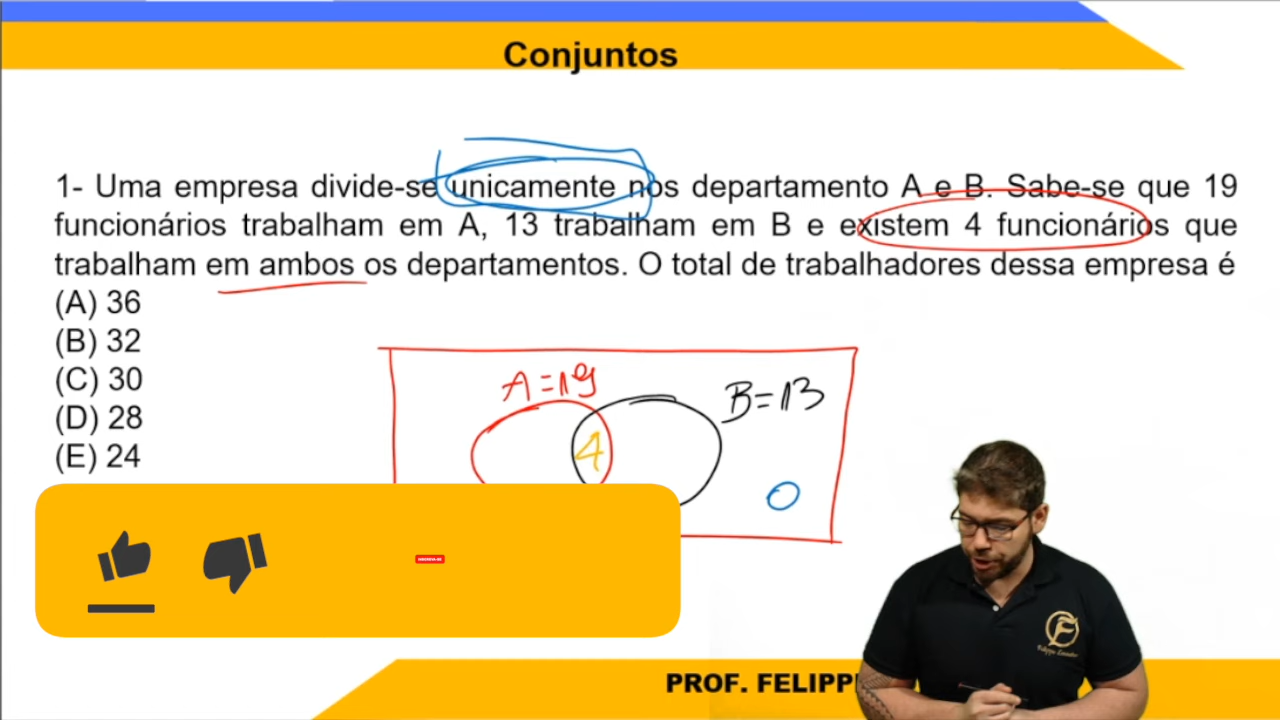 Conjuntos
1- Uma empresa divide-se unicamente nos departamento A e B. Sabe-se que 19
funcionários trabalham em A, 13 trabalham em B e existem 4 funcionários que
trabalham em ambos os departamentos. O total de trabalhadores dessa empresa é
(A) 36
(B) 32
(C) 30
(D) 28
(E) 24
A=19
B=13
4
0
PROF. FELIPP